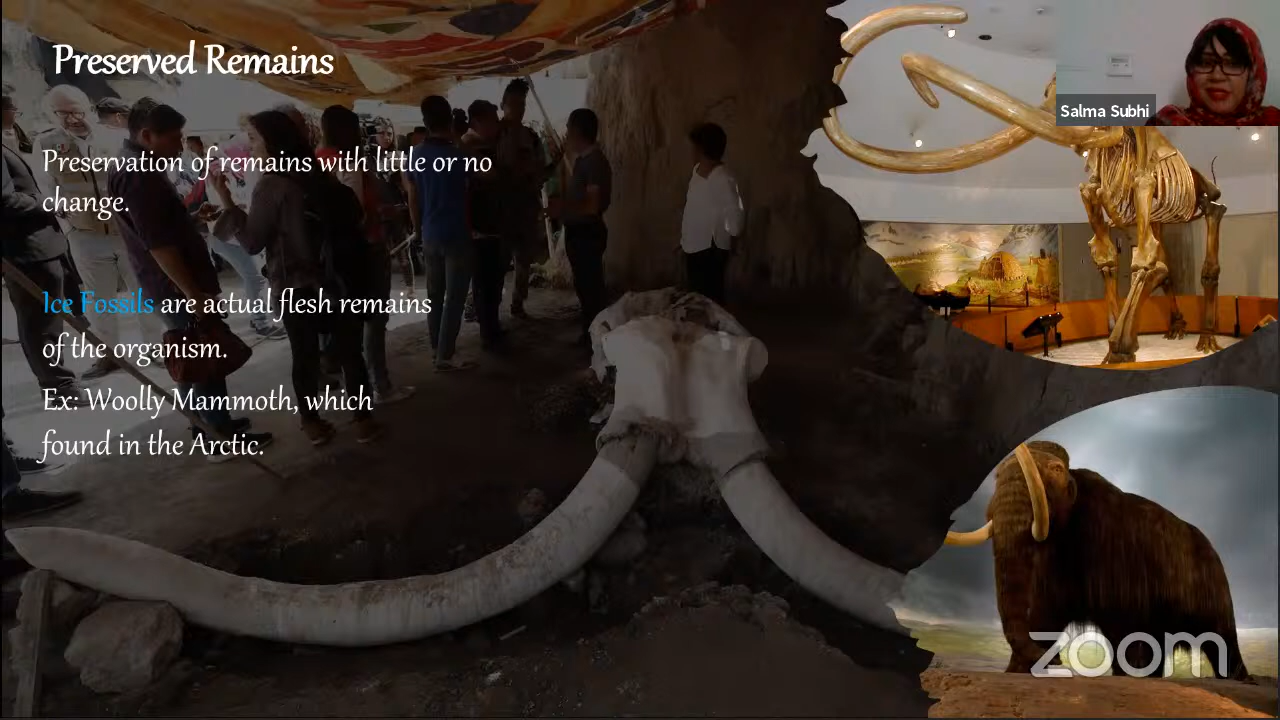 Preserved Remains
Salma Subhi
Preservation of remains with little or no
change.
Ice Fossils are actual flesh remains
of the organism.
Ex: Woolly Mammoth, which
found in the Arctic.
zoom